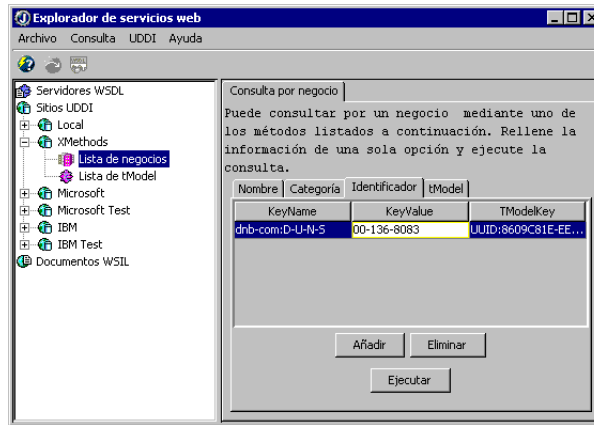 Explorador de servicios web
Archivo Consulta UDDI Ayuda
Servidores WSDL
Sitios UDDI
Local
XMethods
Lista de negocios
Lista de tModel
Microsoft
Microsoft Test
IBM
IBM Test
Documentos WSIL
Consulta por negocio
Puede consultar por un negocio mediante uno de
los métodos listados a continuación. Rellene la
información de una sola opción y ejecute la
consulta.
Nombre Categoría Identificador tModel
KeyName KeyValue TModelKey
dnb-com:D-U-N-S 00-136-8083 UUID:8609C81E-EE...
Añadir Eliminar
Ejecutar